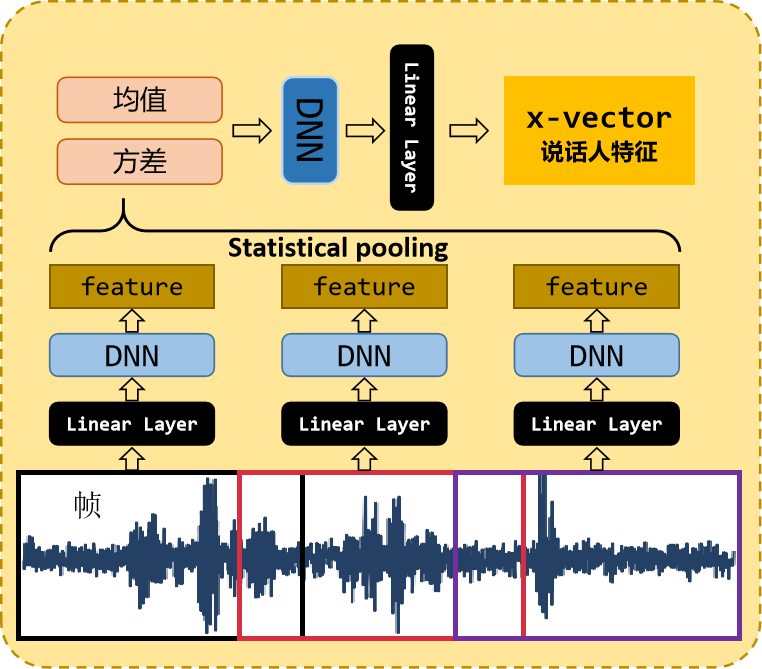 均值
方差
DNN
Linear Layer
x-vector
说话人特征
Statistical pooling
feature
feature
feature
DNN
DNN
DNN
Linear Layer
Linear Layer
Linear Layer
帧